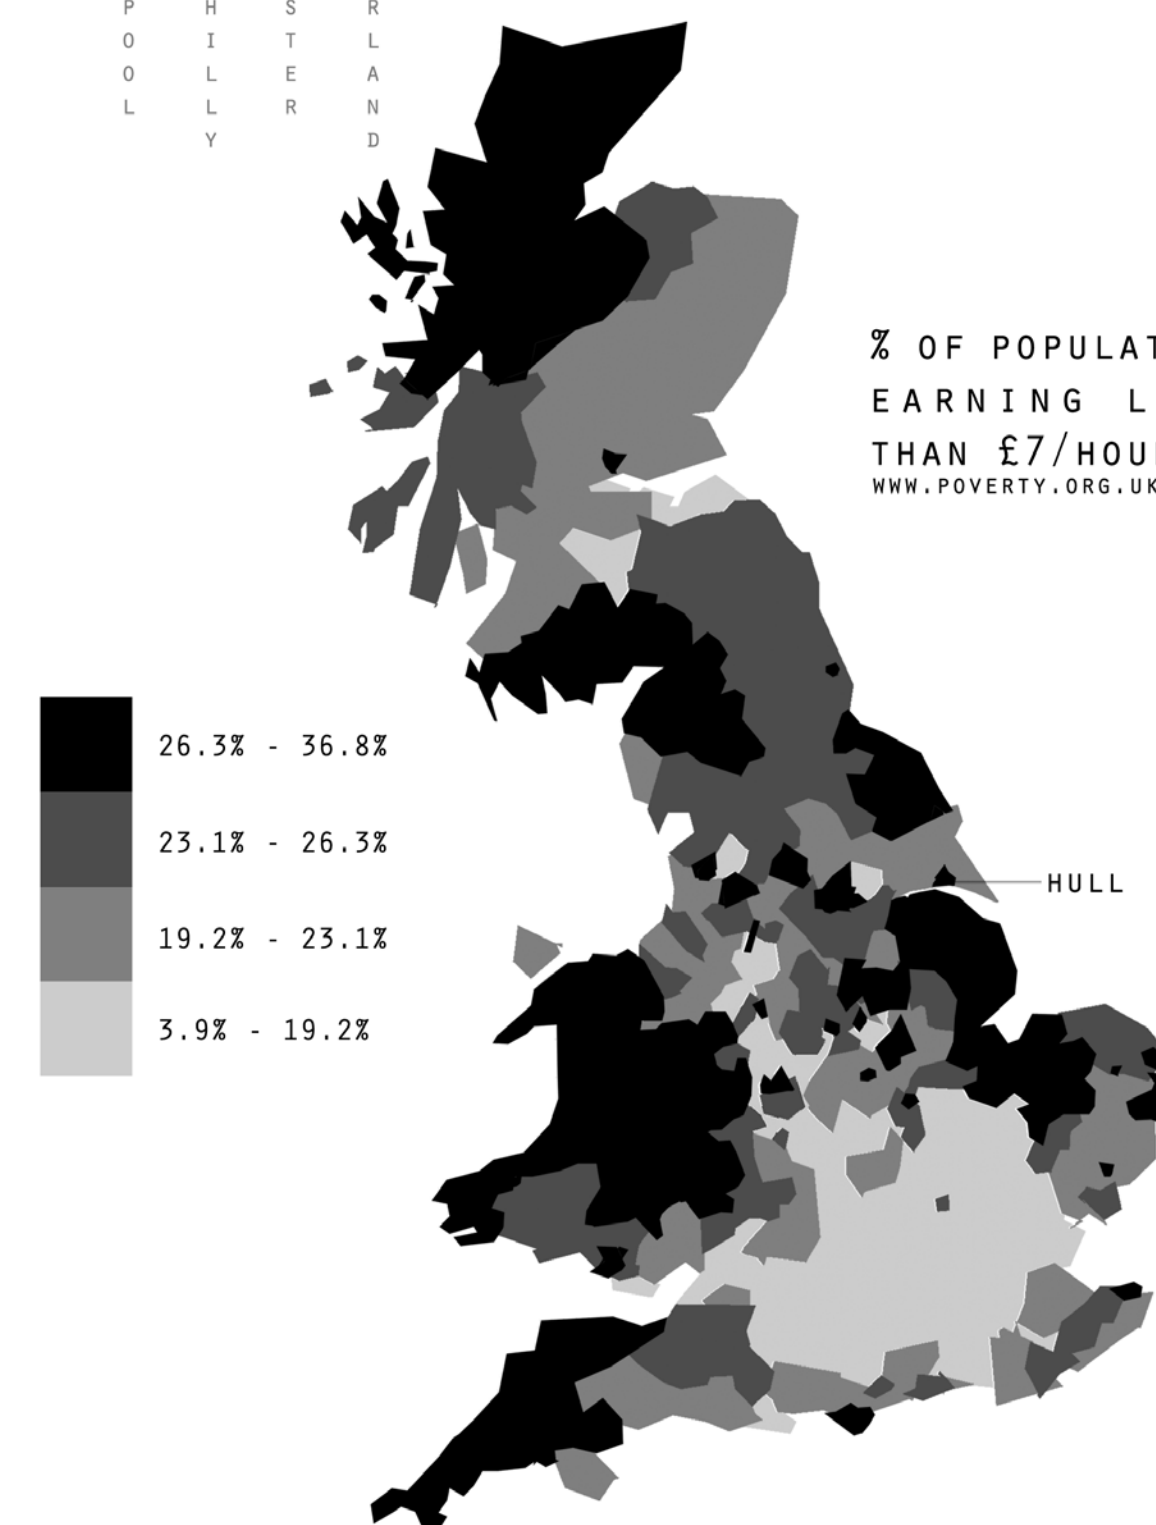 POOL
HILLY
STER
RLAND
% OF POPULAT
EARNING L
THAN £7/HOU
WWW.POVERTY.ORG.UK
26.3% - 36.8%
23.1% - 26.3%
19.2% - 23.1%
3.9% - 19.2%
HULL